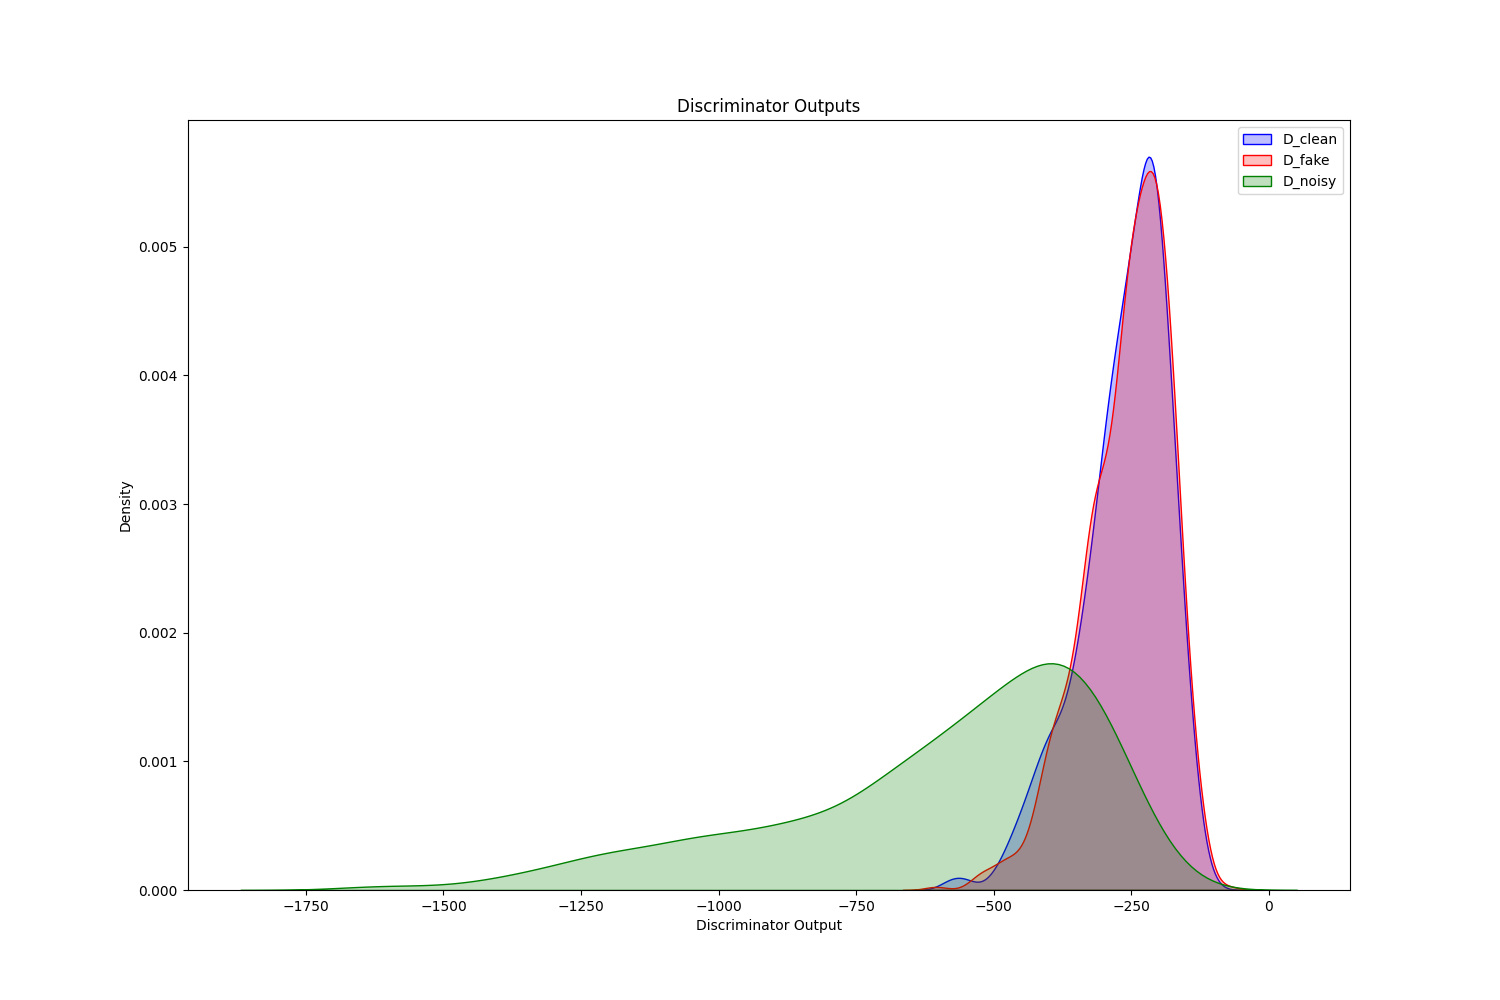 Discriminator Outputs
D_clean
D_fake
D_noisy
Density
0.005
0.004
0.003
0.002
0.001
0.000
−1750
−1500
−1250
−1000
−750
−500
−250
0
Discriminator Output